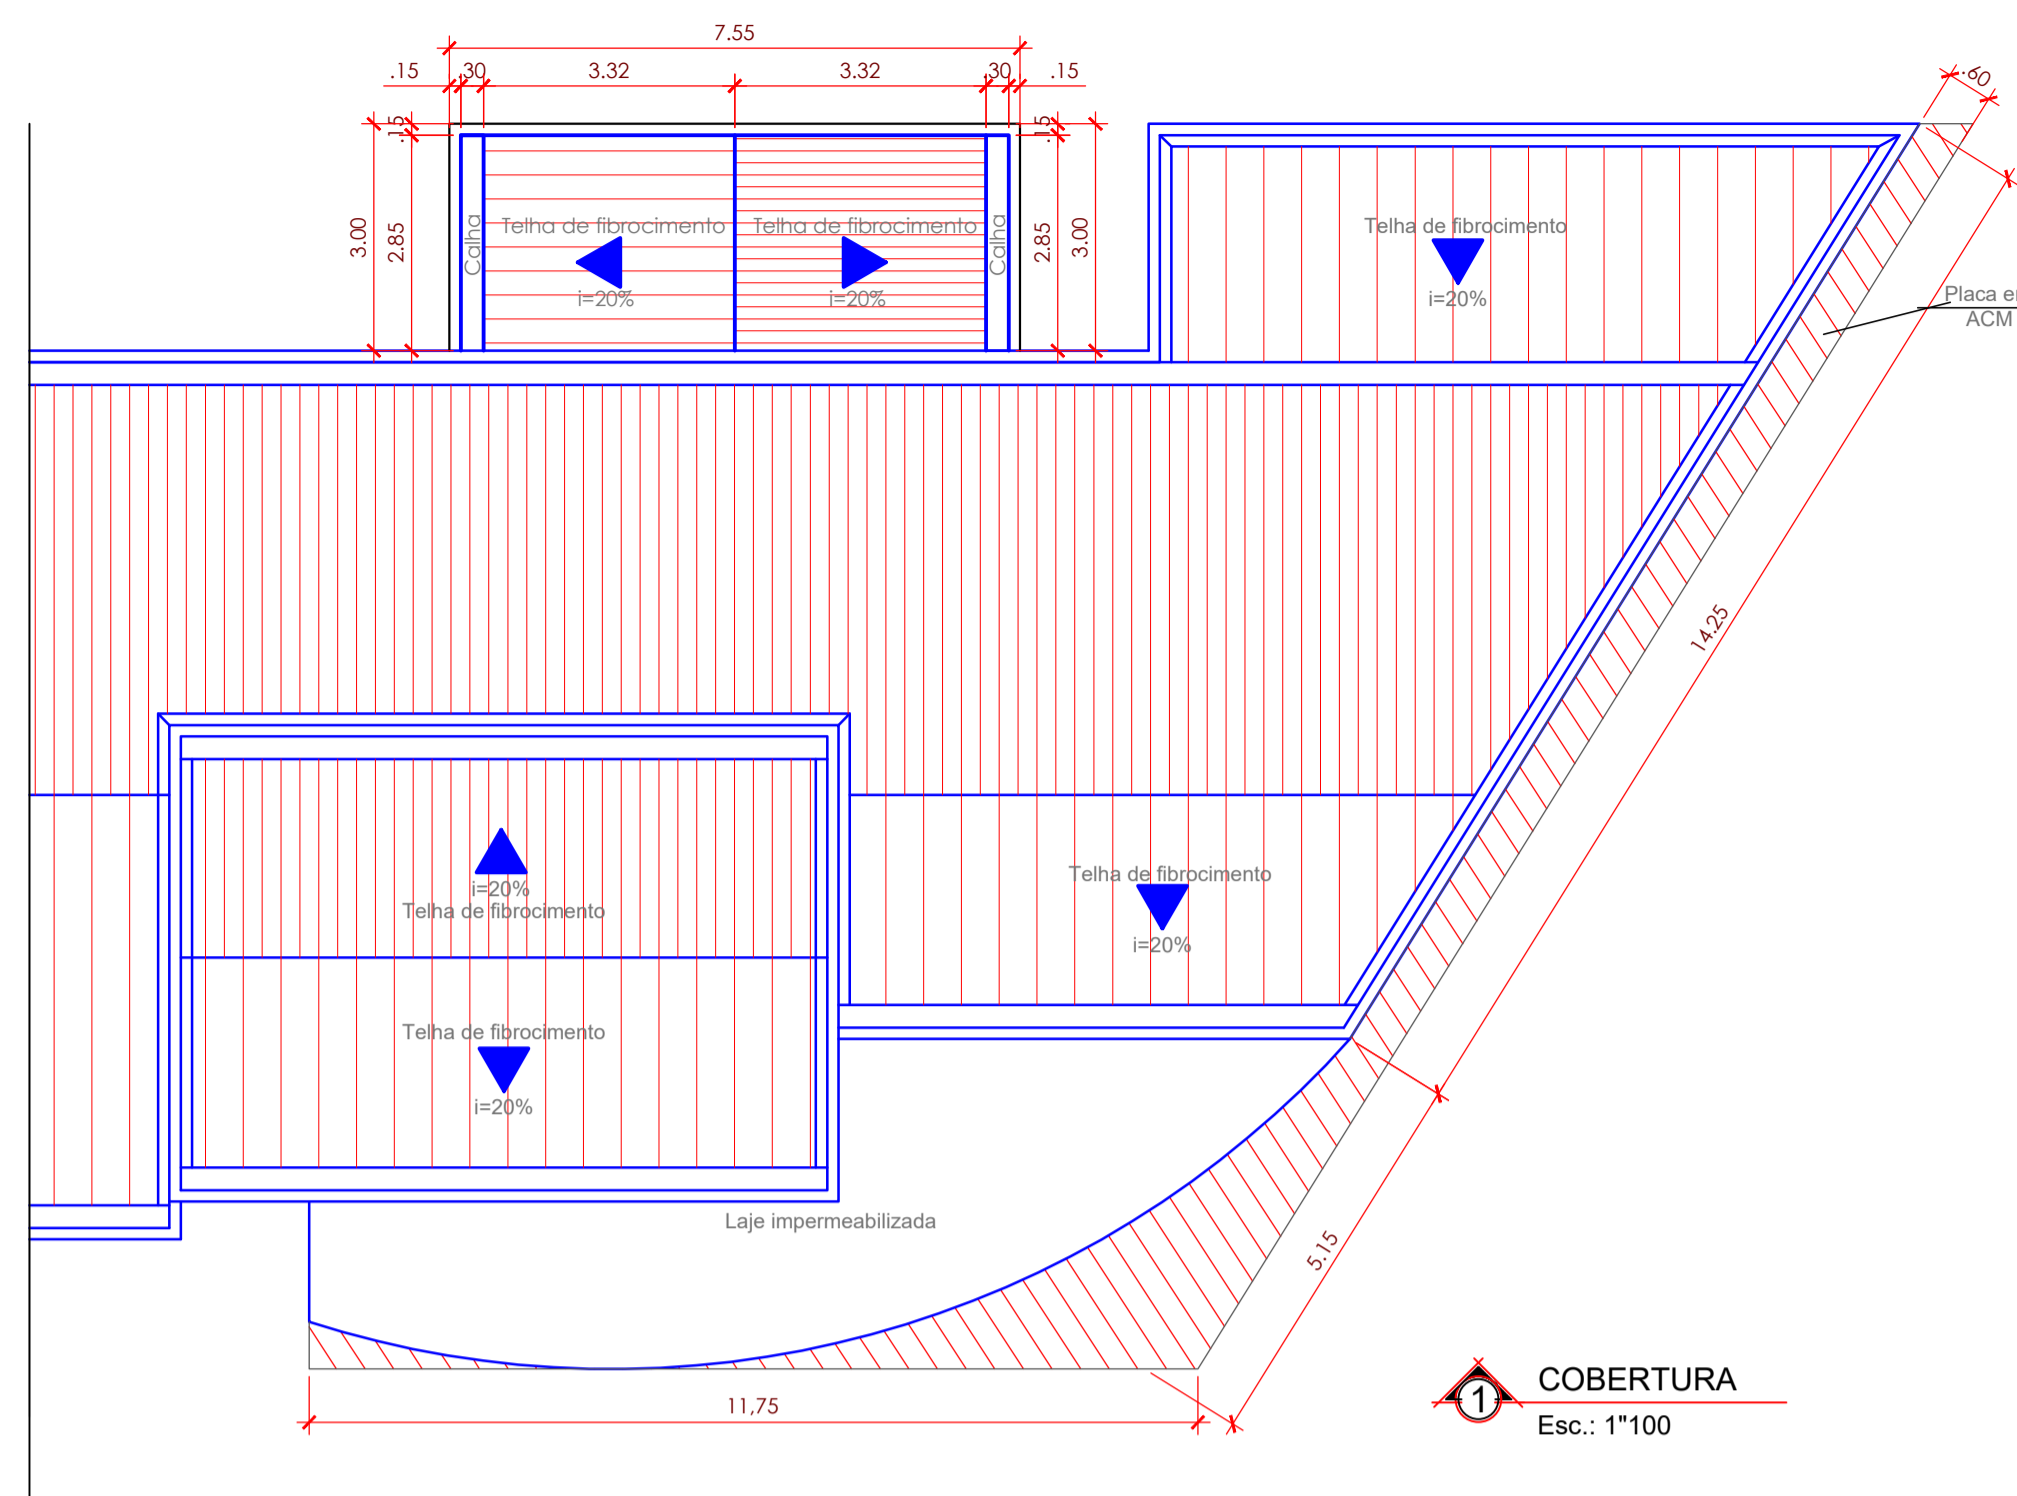 7.55
.15
.30
3.32
3.32
.30
.15
.60
.15
.15
3.00
2.85
2.85
3.00
Calha
Telha de fibrocimento
i=20%
Telha de fibrocimento
i=20%
Calha
Telha de fibrocimento
i=20%
Placa
ACM
14.25
i=20%
Telha de fibrocimento
Telha de fibrocimento
i=20%
Telha de fibrocimento
i=20%
Laje impermeabilizada
5.15
11,75
1
COBERTURA
Esc.: 1"100